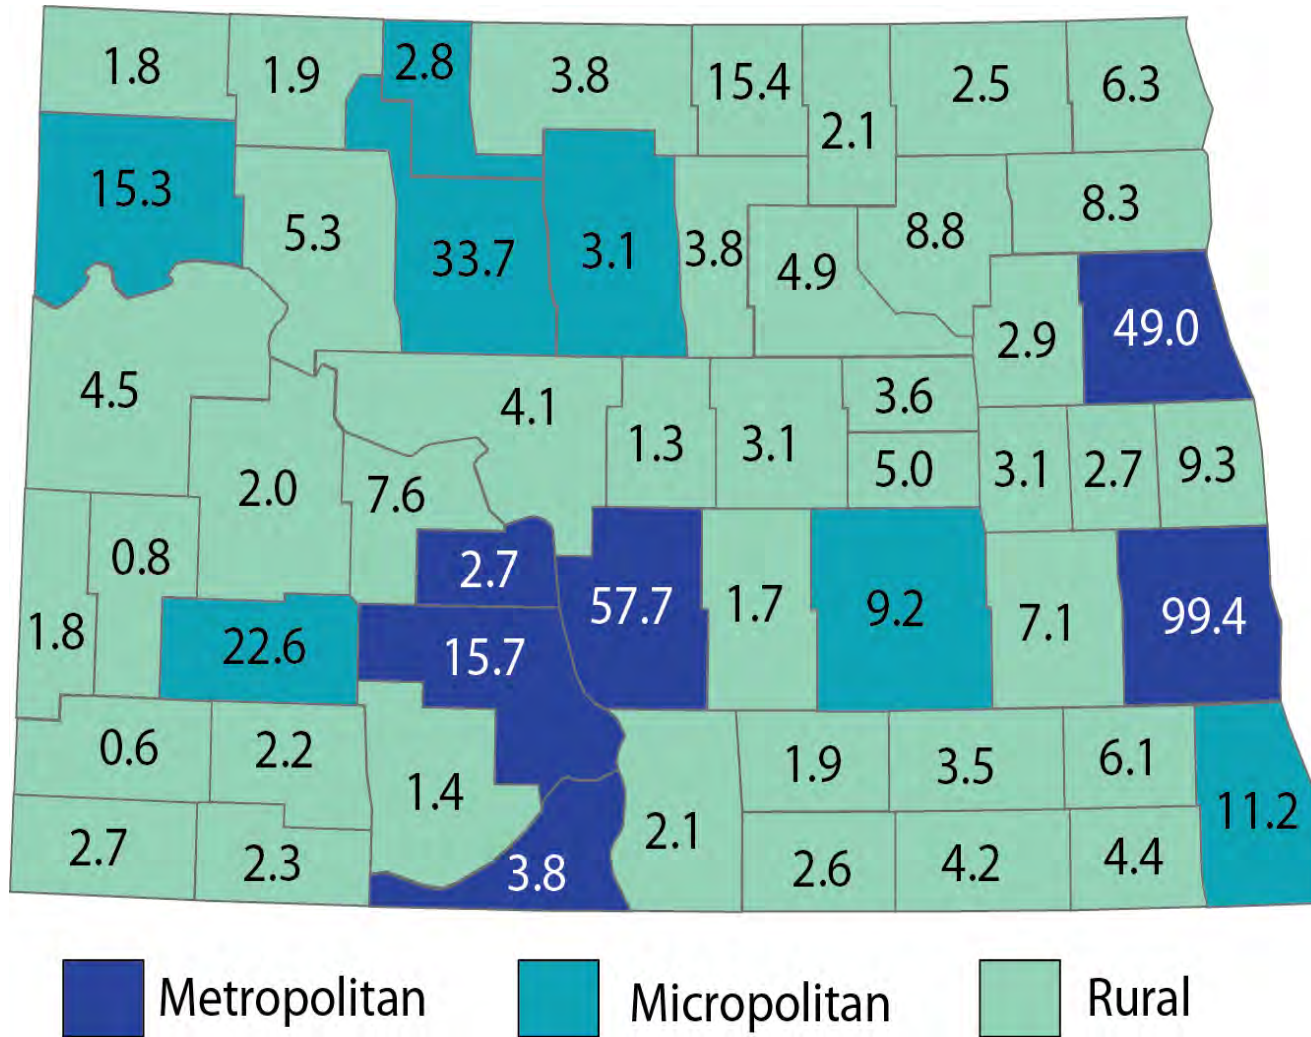 1.8 1.9 2.8 3.8 15.4 2.1 2.5 6.3
15.3 5.3 33.7 3.1 3.8 4.9 8.8 8.3
4.5 2.9 49.0
2.0 7.6 4.1 1.3 3.1 3.6 5.0 3.1 2.7 9.3
1.8 0.8 22.6 2.7 15.7 57.7 1.7 9.2 7.1 99.4
0.6 2.2 1.4 2.1 1.9 3.5 6.1 11.2
2.7 2.3 3.8 2.6 4.2 4.4
Metropolitan Micropolitan Rural